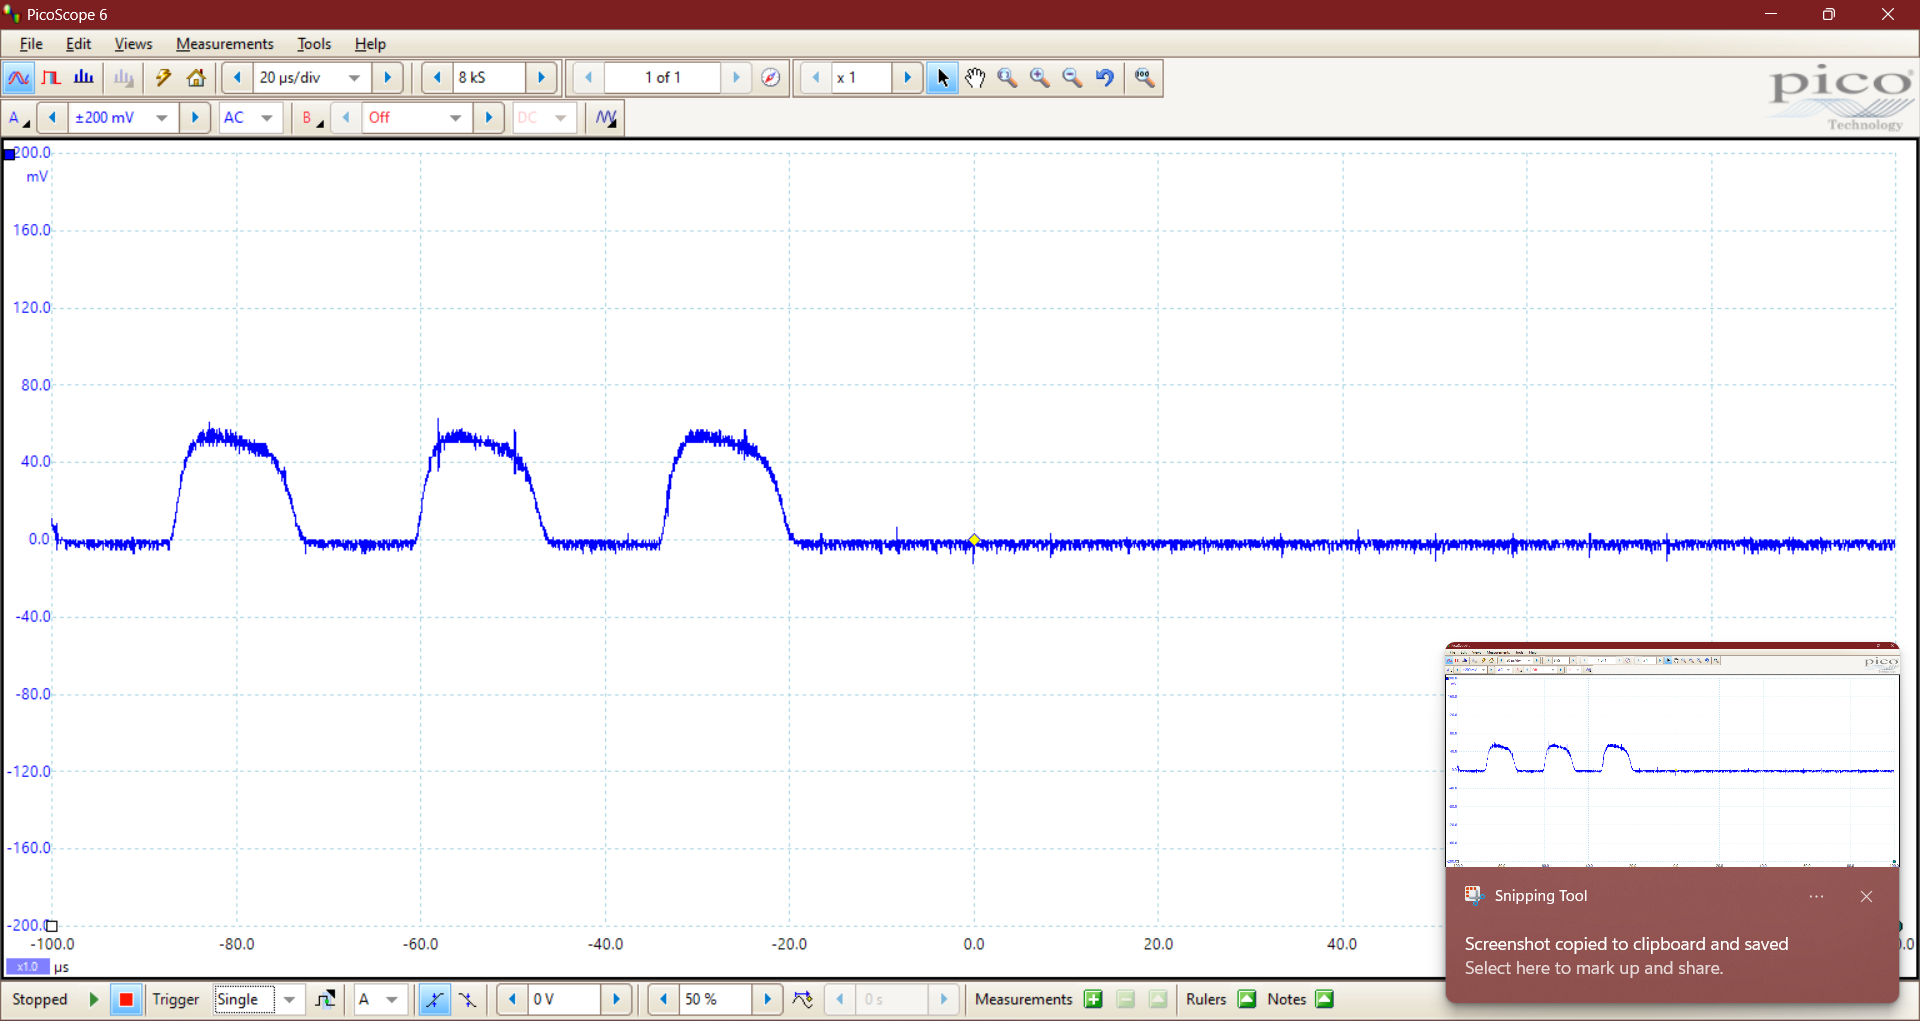 PicoScope 6
File Edit Views Measurements Tools Help
20 µs/div 8 kS 1 of 1 x 1
pico
Technology
A ±200 mV AC B Off DC
200.0
mV
160.0
120.0
80.0
40.0
0.0
-40.0
-80.0
-120.0
-160.0
-200.0
-100.0 -80.0 -60.0 -40.0 -20.0 0.0 20.0 40.0
x1.0 µs
pico
Snipping Tool
Screenshot copied to clipboard and saved
Select here to mark up and share.
Stopped Trigger Single A 0 V 50 % 0 s Measurements Rulers Notes